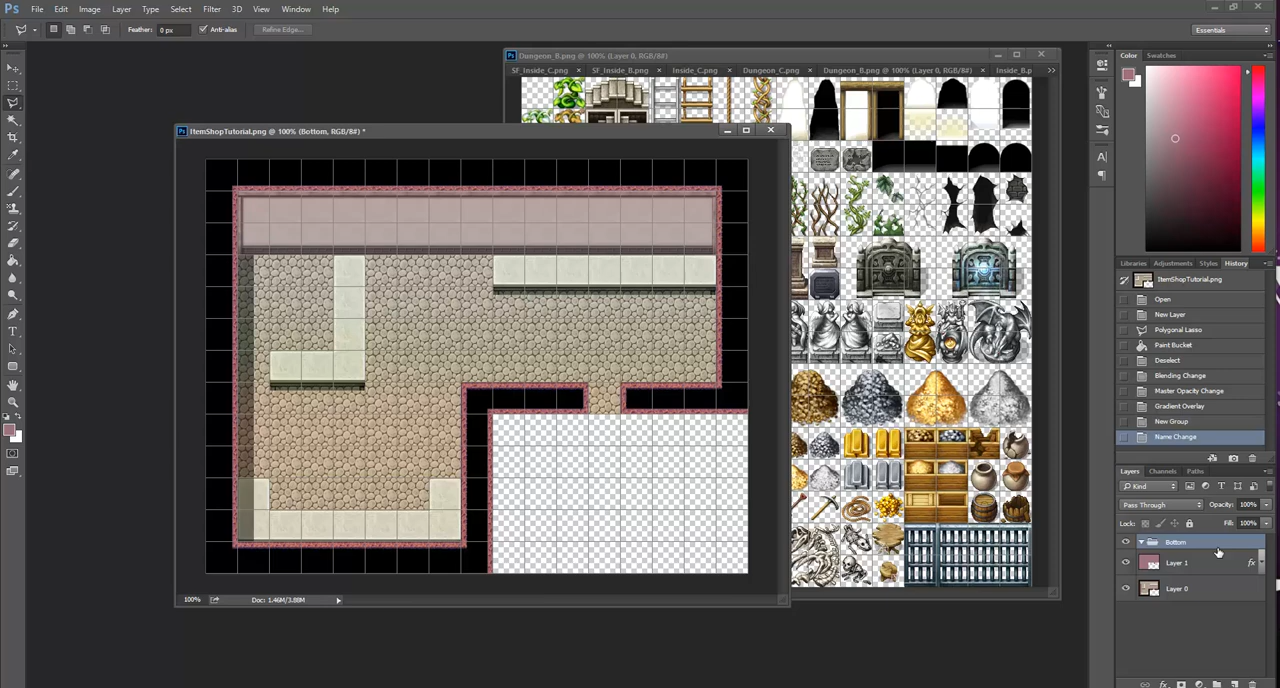 Ps File Edit Image Layer Type Select Filter 3D View Window Help
Feather: 0 px Anti-alias Refine Edge... Essentials
Dungeon_B.png @ 100% (Layer 0, RGB/8#)
SF_Inside_C.png × SF_Inside_B.png × Inside_C.png × Dungeon_C.png × Dungeon_B.png @ 100% (Layer 0, RGB/8#) × Inside_B.p
ItemShopTutorial.png @ 100% (Bottom, RGB/8#) *
100% Doc: 1.46M/3.88M
Color Swatches
Libraries Adjustments Styles History
ItemShopTutorial.png
Open
New Layer
Polygonal Lasso
Paint Bucket
Deselect
Blending Change
Master Opacity Change
Gradient Overlay
New Group
Name Change
Layers Channels Paths
Kind
Pass Through Opacity: 100%
Lock: Fill: 100%
Bottom
Layer 1 fx
Layer 0